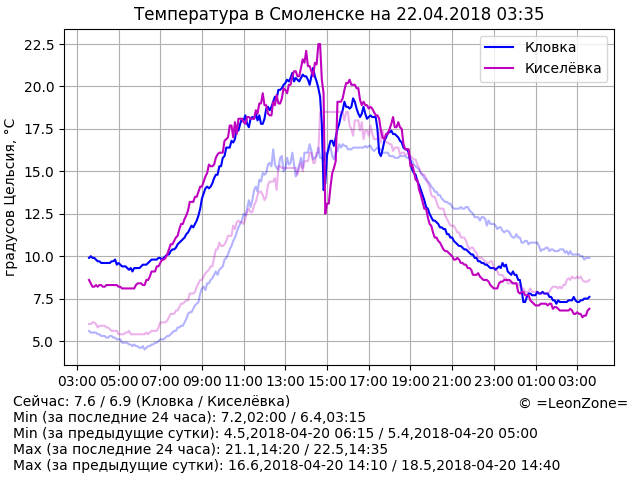 Температура в Смоленске на 22.04.2018 03:35
градусов Цельсия, °C
22.5
20.0
17.5
15.0
12.5
10.0
7.5
5.0
Кловка
Киселёвка
03:00 05:00 07:00 09:00 11:00 13:00 15:00 17:00 19:00 21:00 23:00 01:00 03:00
Сейчас: 7.6 / 6.9 (Кловка / Киселёвка)
© =LeonZone=
Min (за последние 24 часа): 7.2,02:00 / 6.4,03:15
Min (за предыдущие сутки): 4.5,2018-04-20 06:15 / 5.4,2018-04-20 05:00
Max (за последние 24 часа): 21.1,14:20 / 22.5,14:35
Max (за предыдущие сутки): 16.6,2018-04-20 14:10 / 18.5,2018-04-20 14:40